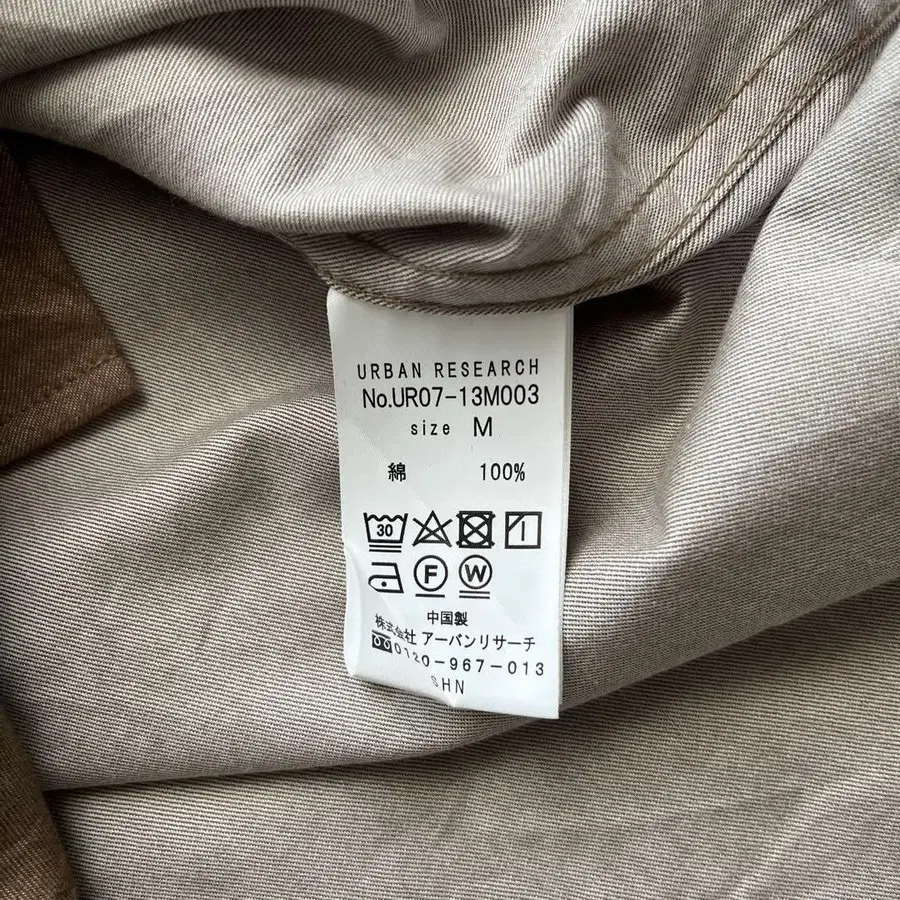 URBAN RESEARCH
No.UR07-13M003
size M
綿 100%
30
F W
中国製
株式会社 アーバンリサーチ
0120-967-013
SHN